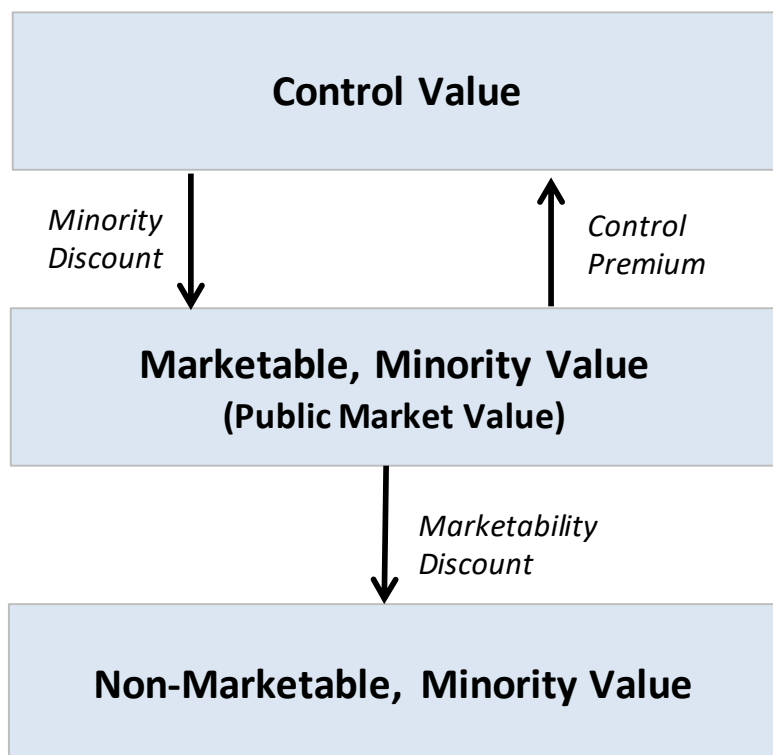 Control Value
Minority
Discount
Control
Premium
Marketable, Minority Value
(Public Market Value)
Marketability
Discount
Non-Marketable, Minority Value